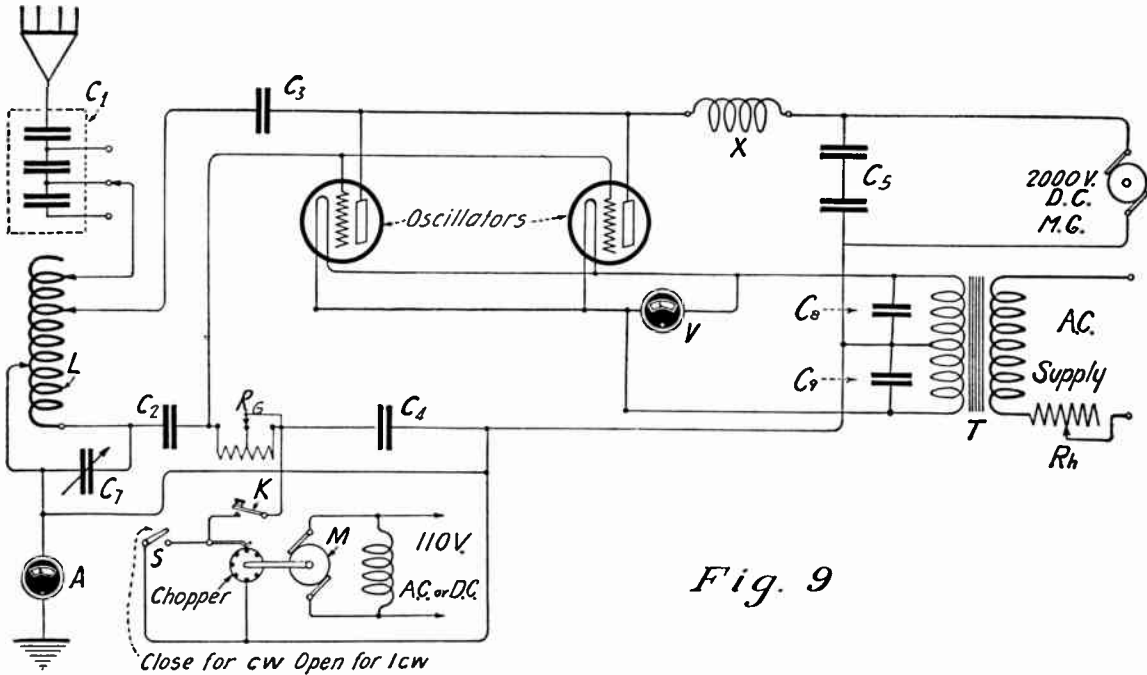 C1
C3
X
C5
2000 V.
D.C.
M.G.
Oscillators
V
C8
C9
T
A.C.
Supply
Rh
L
C2
RG
C4
C7
K
S
M
110V.
A.C. or D.C.
Chopper
A
Close for CW Open for ICW
Fig. 9